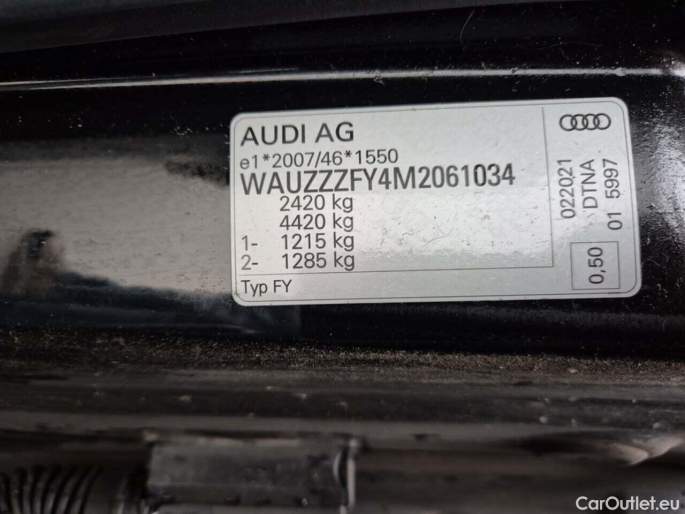 AUDI AG
e1*2007/46*1550
WAUZZZFY4M2061034
2420 kg
4420 kg
1- 1215 kg
2- 1285 kg
Typ FY
022021
DTNA
01 5997
0,50
CarOutlet.eu